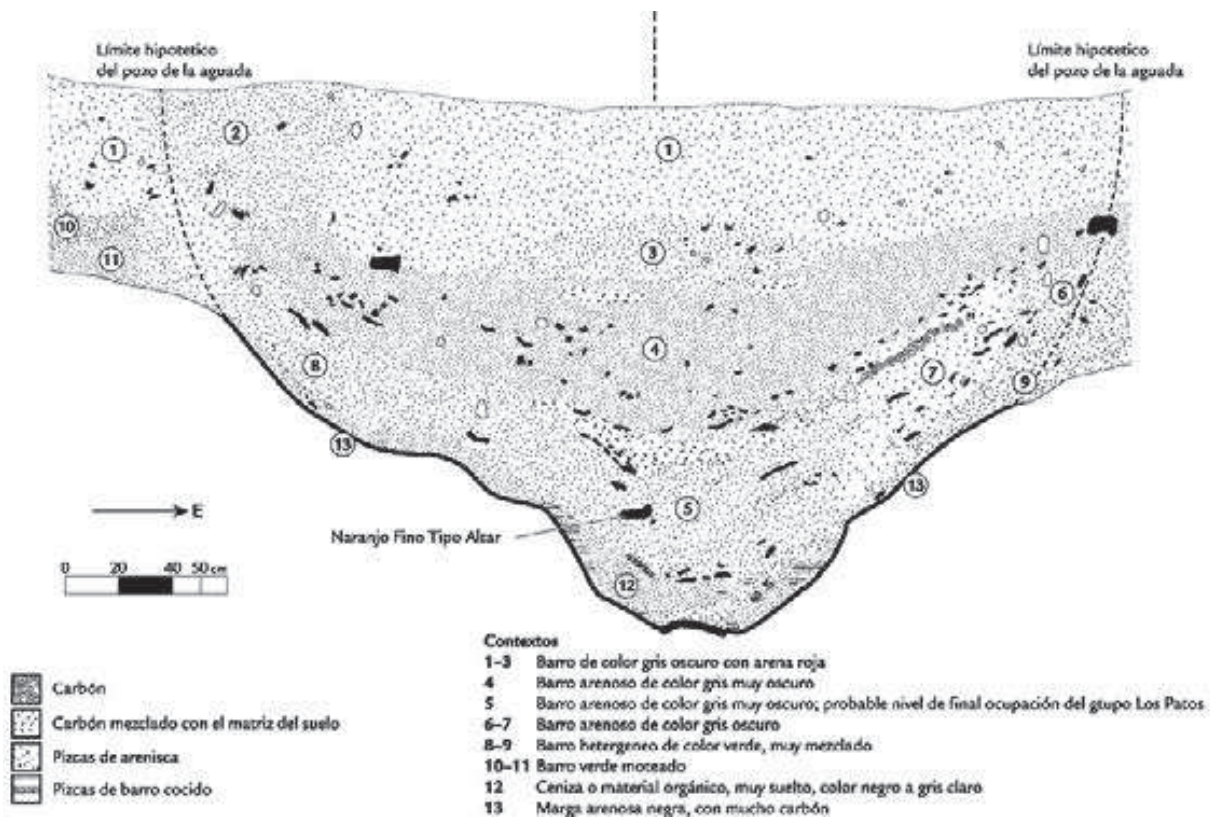 Límite hipotetico
del pozo de la aguada
Límite hipotetico
del pozo de la aguada
1
2
1
10
11
3
6
4
8
7
9
13
13
5
Naranjo Fino Tipo Altar
12
E
0 20 40 50 cm
Contextos
1–3 Barro de color gris oscuro con arena roja
4 Barro arenoso de color gris muy oscuro
5 Barro arenoso de color gris muy oscuro; probable nivel de final ocupación del gtupo Los Patos
6–7 Barro arenoso de color gris oscuro
8–9 Barro hetergeneo de color verde, muy mezclado
10–11 Barro verde moteado
12 Ceniza o material orgánico, muy suelto, color negro a gris claro
13 Marga arenosa negra, con mucho carbón
Carbón
Carbón mezclado con el matriz del suelo
Pizcas de arenisca
Pizcas de barro cocido